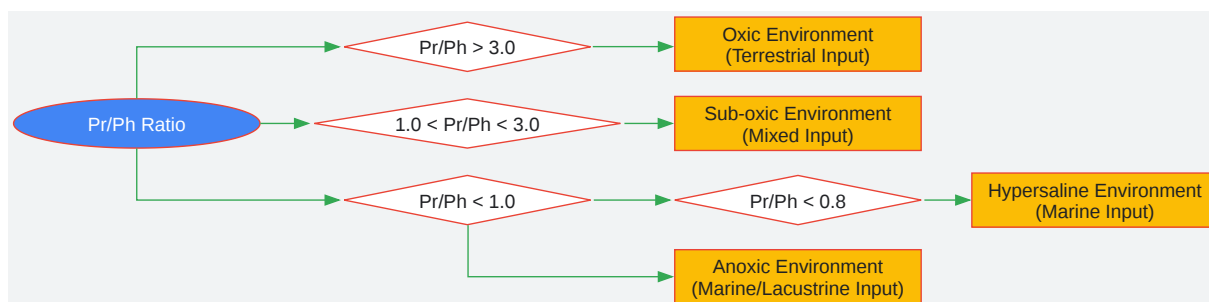 Pr/Ph > 3.0
Oxic Environment
(Terrestrial Input)
Pr/Ph Ratio
1.0 < Pr/Ph < 3.0
Sub-oxic Environment
(Mixed Input)
Pr/Ph < 1.0
Pr/Ph < 0.8
Hypersaline Environment
(Marine Input)
Anoxic Environment
(Marine/Lacustrine Input)